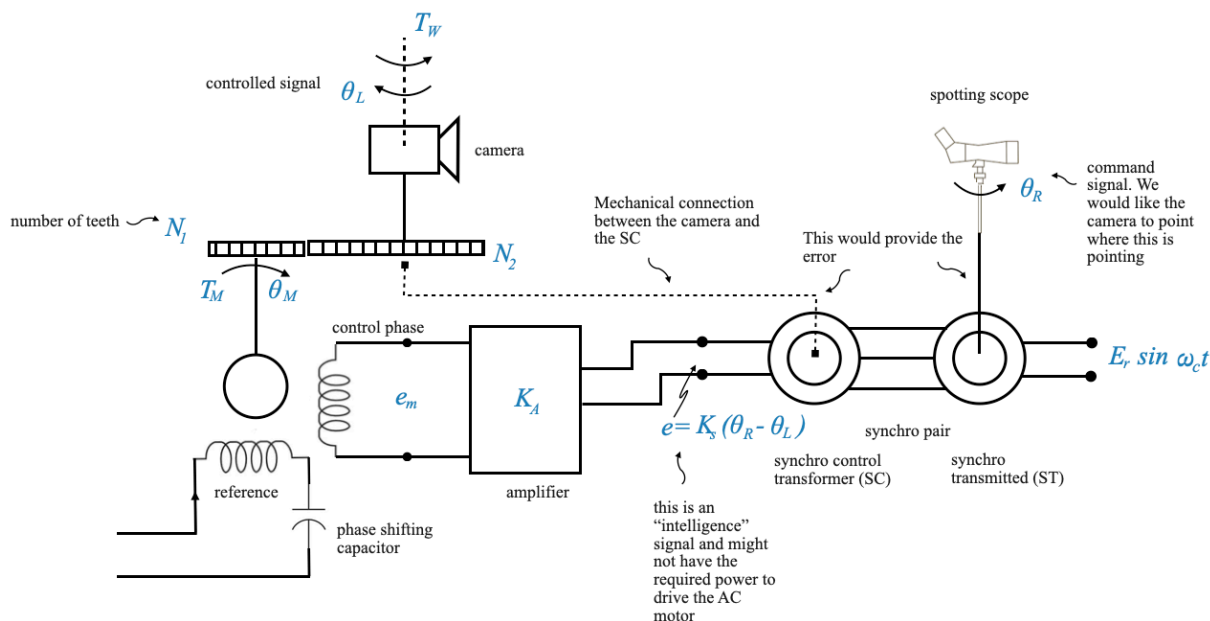 T_W
controlled signal
θ_L
camera
spotting scope
θ_R
command
signal. We
would like the
camera to point
where this is
pointing
number of teeth
N_1
N_2
T_M
θ_M
Mechanical connection
between the camera and
the SC
This would provide the
error
control phase
e_m
K_A
amplifier
e = K_s (θ_R - θ_L)
E_r sin ω_c t
synchro pair
synchro control
transformer (SC)
synchro
transmitted (ST)
reference
phase shifting
capacitor
this is an
“intelligence”
signal and might
not have the
required power to
drive the AC
motor